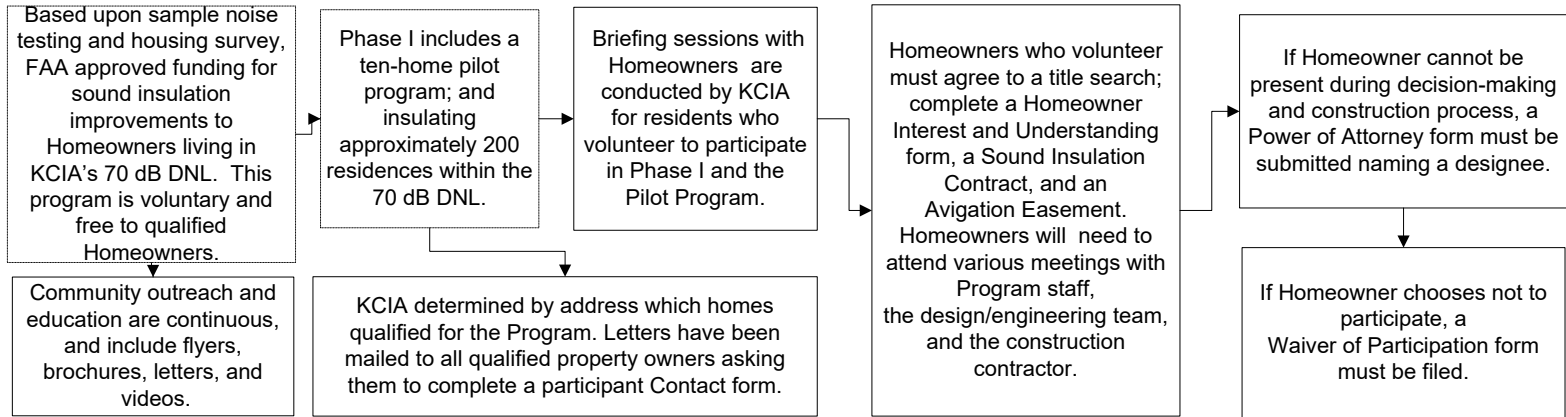 Based upon sample noise
testing and housing survey,
FAA approved funding for
sound insulation
improvements to
Homeowners living in
KCIA's 70 dB DNL.  This
program is voluntary and
free to qualified
Homeowners.
Community outreach and
education are continuous,
and include flyers,
brochures, letters, and
videos.
Phase I includes a
ten-home pilot
program; and
insulating
approximately 200
residences within the
70 dB DNL.
KCIA determined by address which homes
qualified for the Program. Letters have been
mailed to all qualified property owners asking
them to complete a participant Contact form.
Briefing sessions with
Homeowners  are
conducted by KCIA
for residents who
volunteer to participate
in Phase I and the
Pilot Program.
Homeowners who volunteer
must agree to a title search;
complete a Homeowner
Interest and Understanding
form, a Sound Insulation
Contract, and an
Avigation Easement.
Homeowners will  need to
attend various meetings with
Program staff,
the design/engineering team,
and the construction
contractor.
If Homeowner cannot be
present during decision-making
and construction process, a
Power of Attorney form must be
submitted naming a designee.
If Homeowner chooses not to
participate, a
Waiver of Participation form
must be filed.